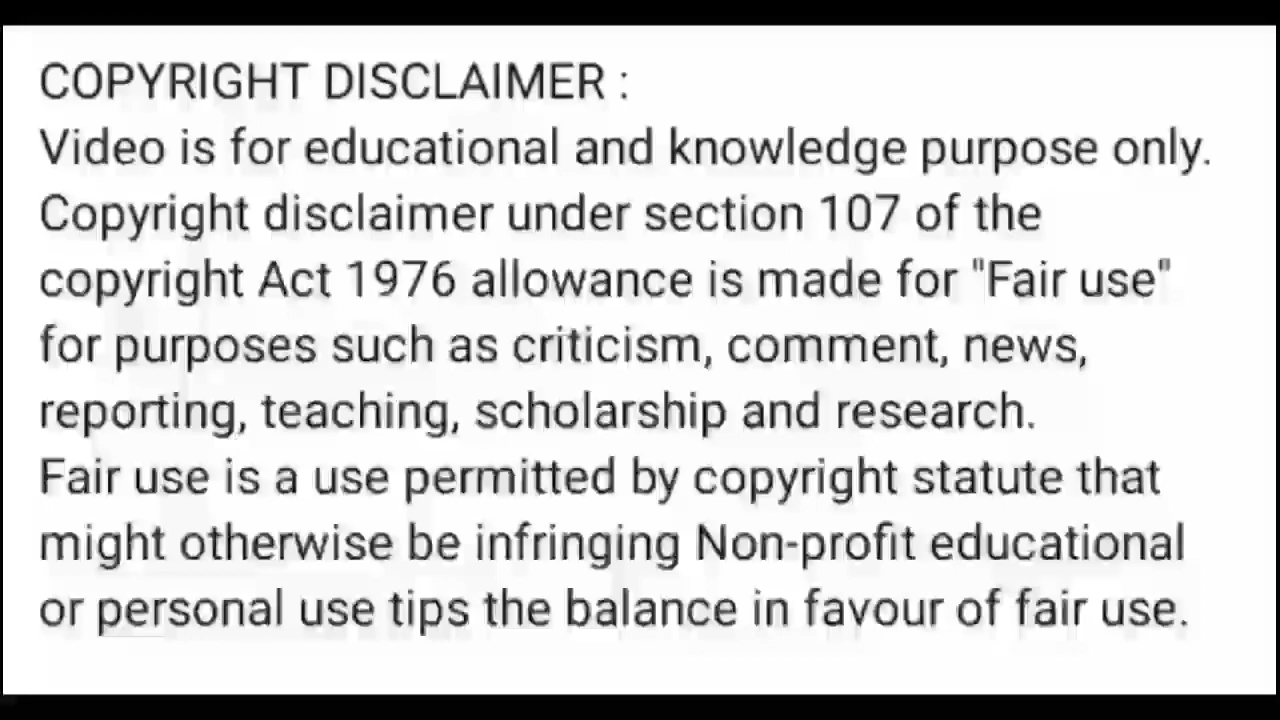 COPYRIGHT DISCLAIMER :
Video is for educational and knowledge purpose only.
Copyright disclaimer under section 107 of the
copyright Act 1976 allowance is made for "Fair use"
for purposes such as criticism, comment, news,
reporting, teaching, scholarship and research.
Fair use is a use permitted by copyright statute that
might otherwise be infringing Non-profit educational
or personal use tips the balance in favour of fair use.